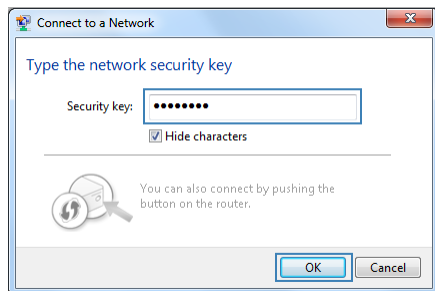 Connect to a Network
Type the network security key
Security key: ●●●●●●●●
Hide characters
You can also connect by pushing the
button on the router.
OK Cancel